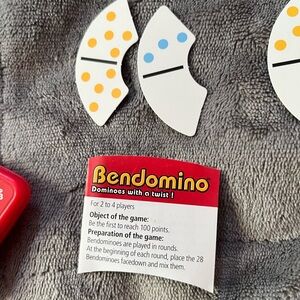 Bendomino
Dominoes with a twist !
For 2 to 4 players
Object of the game:
Be the first to reach 100 points.
Preparation of the game:
Bendominoes are played in rounds.
At the beginning of each round, place the 28
Bendominoes facedown and mix them.